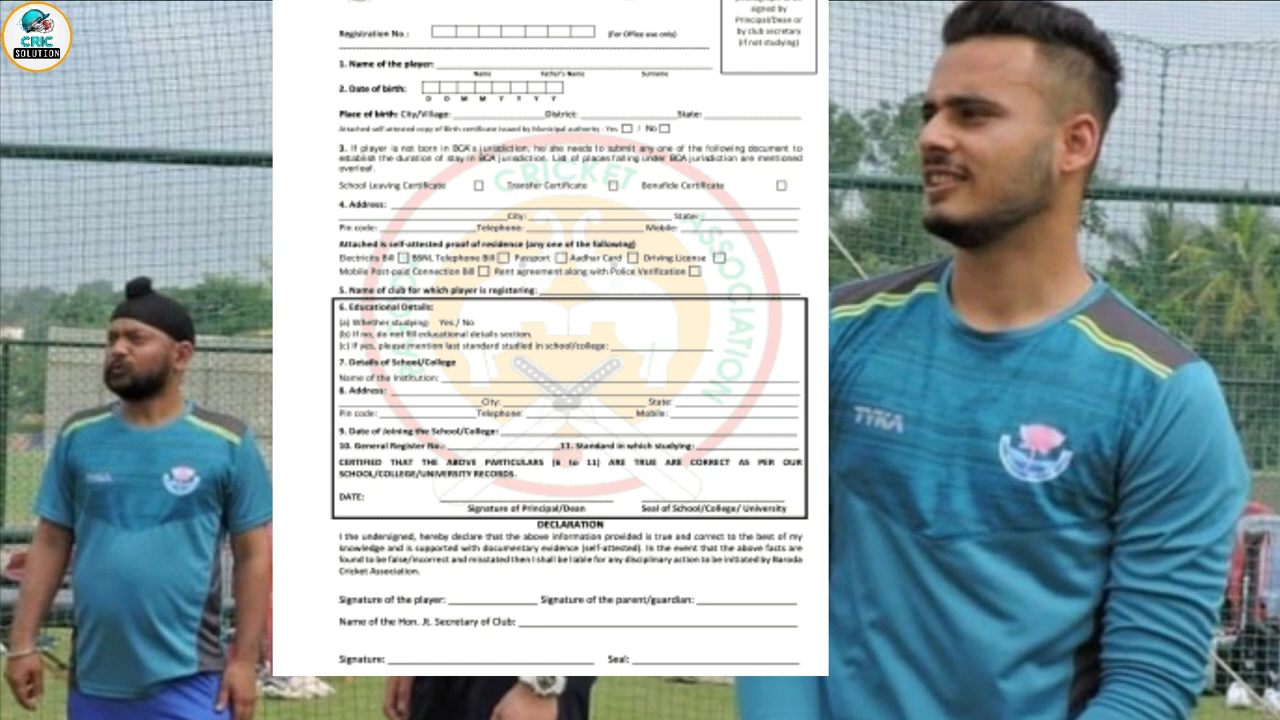 CRIC
SOLUTION
signed by
Principal/Dean or
by club secretary
(if not studying)
Registration No.: (For Office use only)
1. Name of the player:
Name Father's Name Surname
2. Date of birth:
D D M M Y Y Y Y
Place of birth: City/Village: District: State:
Attached self attested copy of Birth certificate issued by Municipal authority - Yes / No
3. If player is not born in BCA's jurisdiction, he/she needs to submit any one of the following document to
establish the duration of stay in BCA jurisdiction. List of places falling under BCA jurisdiction are mentioned
overleaf.
School Leaving Certificate Transfer Certificate Bonafide Certificate
4. Address:
City: State:
Pin code: Telephone: Mobile:
Attached is self-attested proof of residence (any one of the following)
Electricity Bill BSNL Telephone Bill Passport Aadhar Card Driving License
Mobile Post-paid Connection Bill Rent agreement along with Police Verification
5. Name of club for which player is registering:
6. Educational Details:
(a) Whether studying: Yes / No
(b) If no, do not fill educational details section.
(c) If yes, please mention last standard studied in school/college:
7. Details of School/College
Name of the Institution:
8. Address:
City: State:
Pin code: Telephone: Mobile:
9. Date of Joining the School/College:
10. General Register No.: 11. Standard in which studying:
CERTIFIED THAT THE ABOVE PARTICULARS (6 to 11) ARE TRUE ARE CORRECT AS PER OUR
SCHOOL/COLLEGE/UNIVERSITY RECORDS.
DATE:
Signature of Principal/Dean Seal of School/College/ University
DECLARATION
I the undersigned, hereby declare that the above information provided is true and correct to the best of my
knowledge and is supported with documentary evidence (self-attested). In the event that the above facts are
found to be false/incorrect and misstated then I shall be liable for any disciplinary action to be initiated by Baroda
Cricket Association.
Signature of the player: Signature of the parent/guardian:
Name of the Hon. Jt. Secretary of Club:
Signature: Seal:
CRICKET ASSOCIATION
TYKA